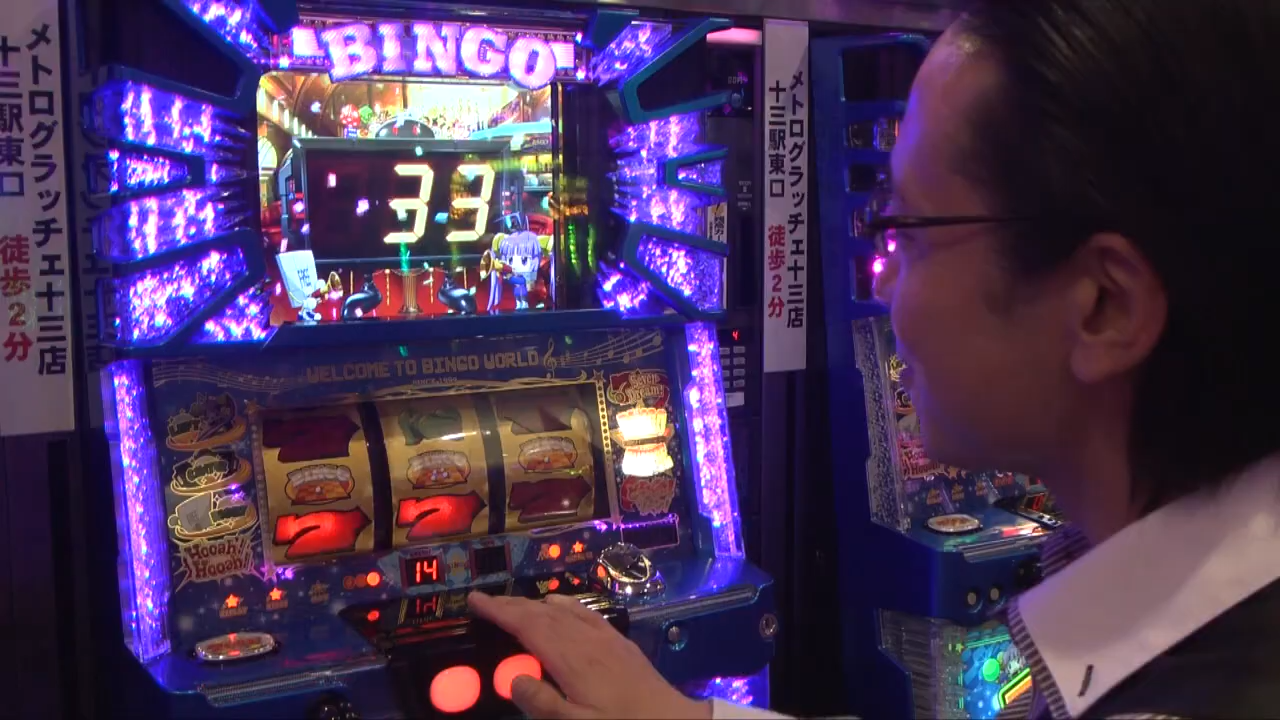 メトログラッチェ十三店
十三駅東口 徒歩2分
BINGO
33
メトログラッチェ十三店
十三駅東口 徒歩2分
WELCOME TO BINGO WORLD
Hooah!
Hooah!
14